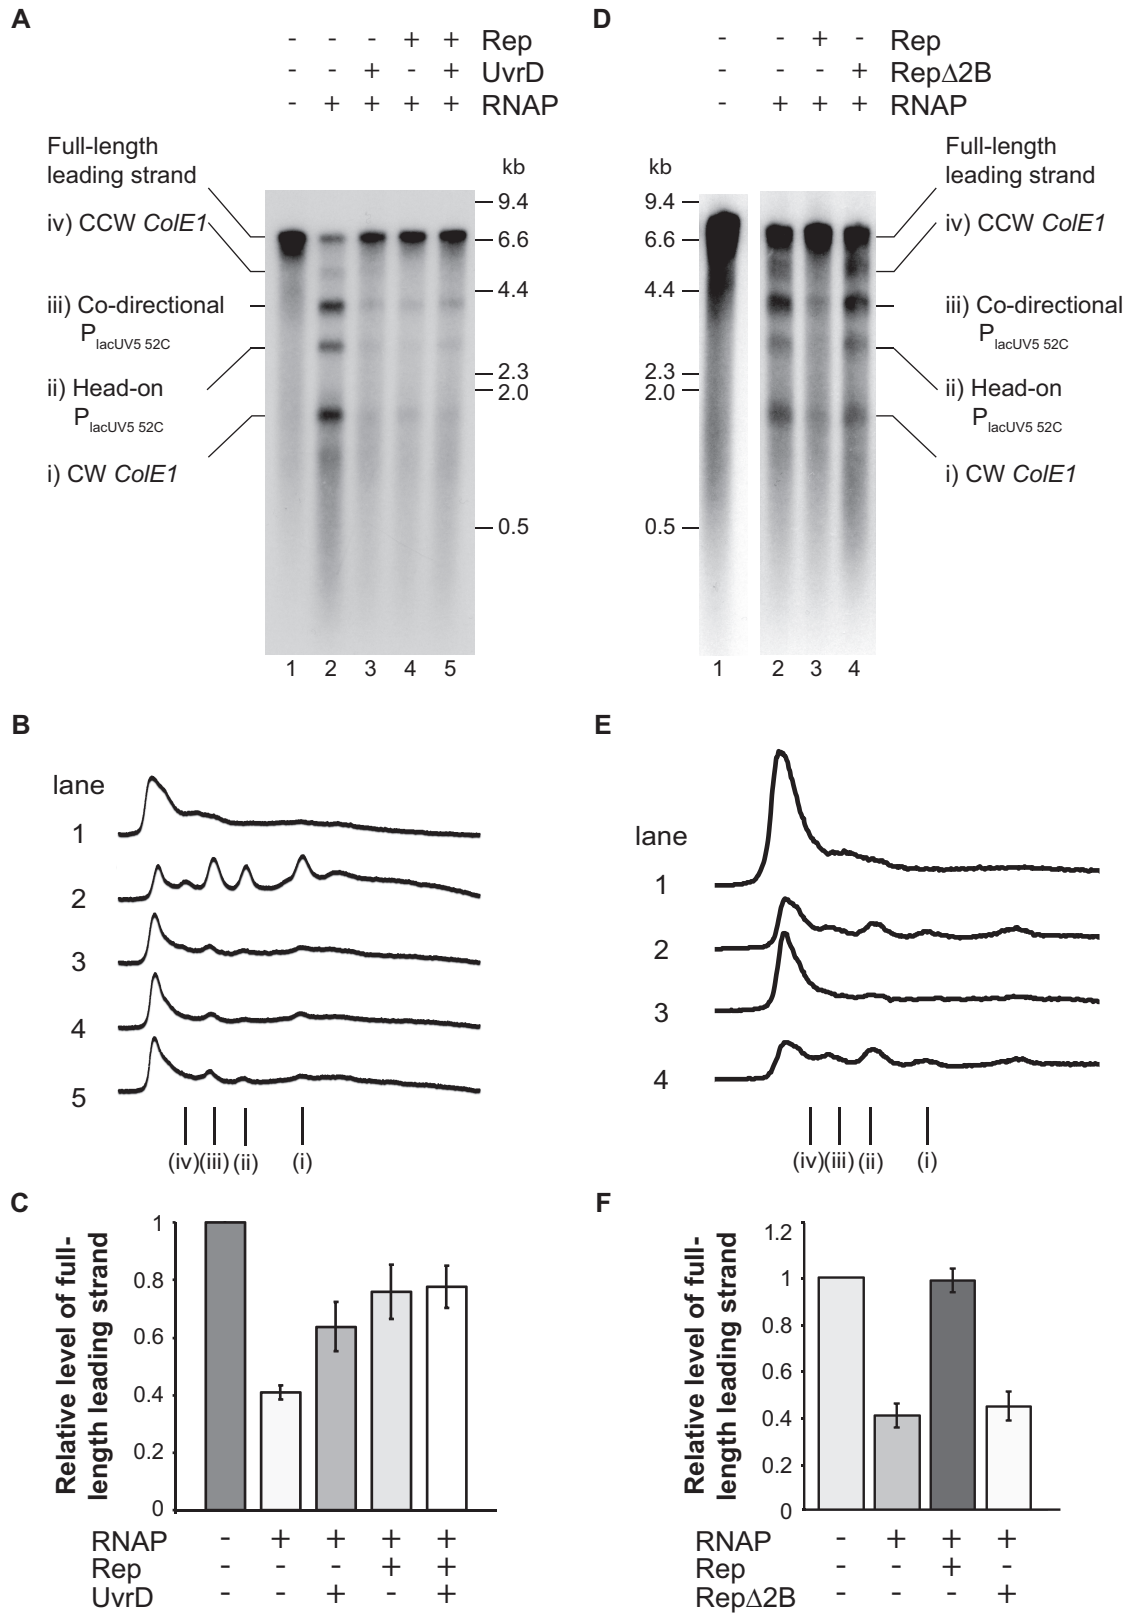 A
- - - + + Rep
- - + - + UvrD
- + + + + RNAP
Full-length
leading strand
iv) CCW ColE1
iii) Co-directional
PlacUV5 52C
ii) Head-on
PlacUV5 52C
i) CW ColE1
kb
9.4
6.6
4.4
2.3
2.0
0.5
1 2 3 4 5
D
- - + - Rep
- - - + RepΔ2B
- + + + RNAP
kb
9.4
6.6
4.4
2.3
2.0
0.5
Full-length
leading strand
iv) CCW ColE1
iii) Co-directional
PlacUV5 52C
ii) Head-on
PlacUV5 52C
i) CW ColE1
1 2 3 4
B
lane
1
2
3
4
5
(iv) (iii) (ii) (i)
E
lane
1
2
3
4
(iv) (iii) (ii) (i)
C
Relative level of full-
length leading strand
1
0.8
0.6
0.4
0.2
0
RNAP - + + + +
Rep - - - + +
UvrD - - + - +
F
Relative level of full-
length leading strand
1.2
1
0.8
0.6
0.4
0.2
0
RNAP - + + +
Rep - - + -
RepΔ2B - - - +